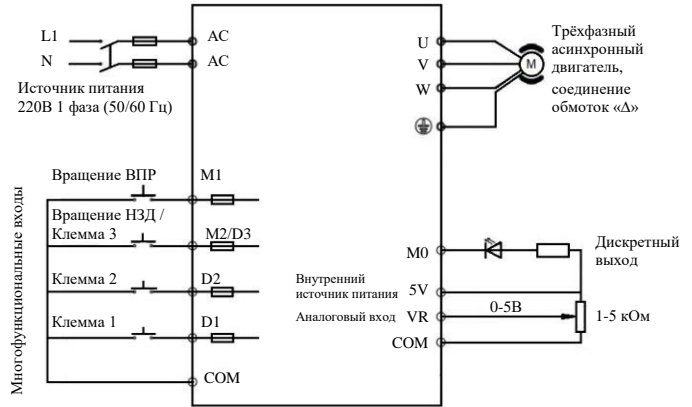 L1
AC
N
AC
Источник питания
220В 1 фаза (50/60 Гц)
U
V
W
M
Трёхфазный
асинхронный
двигатель,
соединение
обмоток «Δ»
Многофункциональные входы
Вращение ВПР
M1
Вращение НЗД /
Клемма 3
M2/D3
Клемма 2
D2
Клемма 1
D1
COM
M0
Дискретный
выход
Внутренний
источник питания
5V
Аналоговый вход
VR
0-5В
1-5 кОм
COM